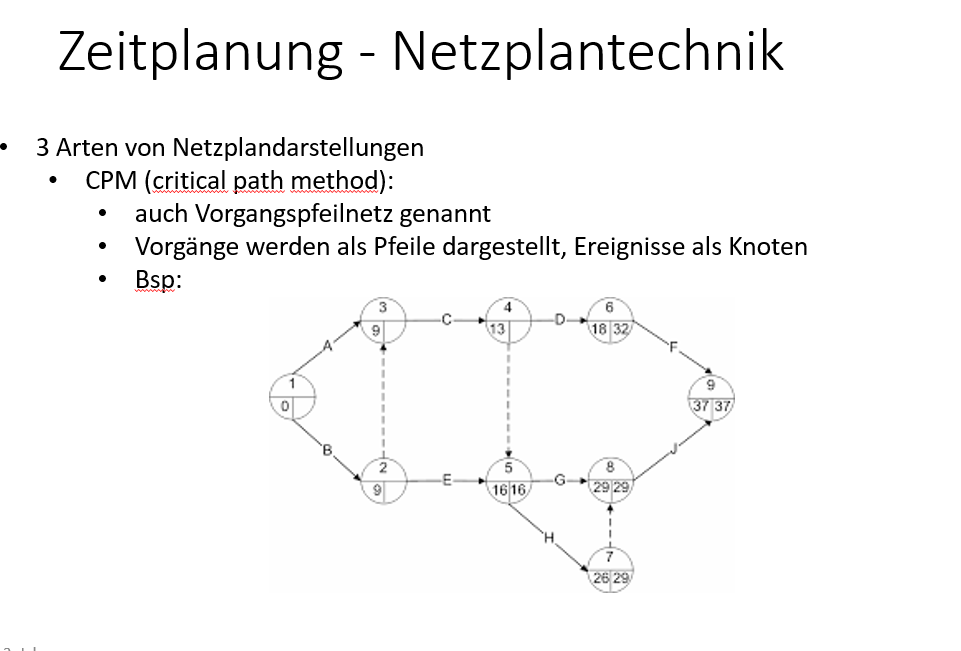 Zeitplanung - Netzplantechnik
• 3 Arten von Netzplandarstellungen
• CPM (critical path method):
• auch Vorgangspfeilnetz genannt
• Vorgänge werden als Pfeile dargestellt, Ereignisse als Knoten
• Bsp:
3 4 6
C D
9 13 18 32
A F
1 9
0 37 37
B J
2 5 8
E G
9 16 16 29 29
H
7
26 29